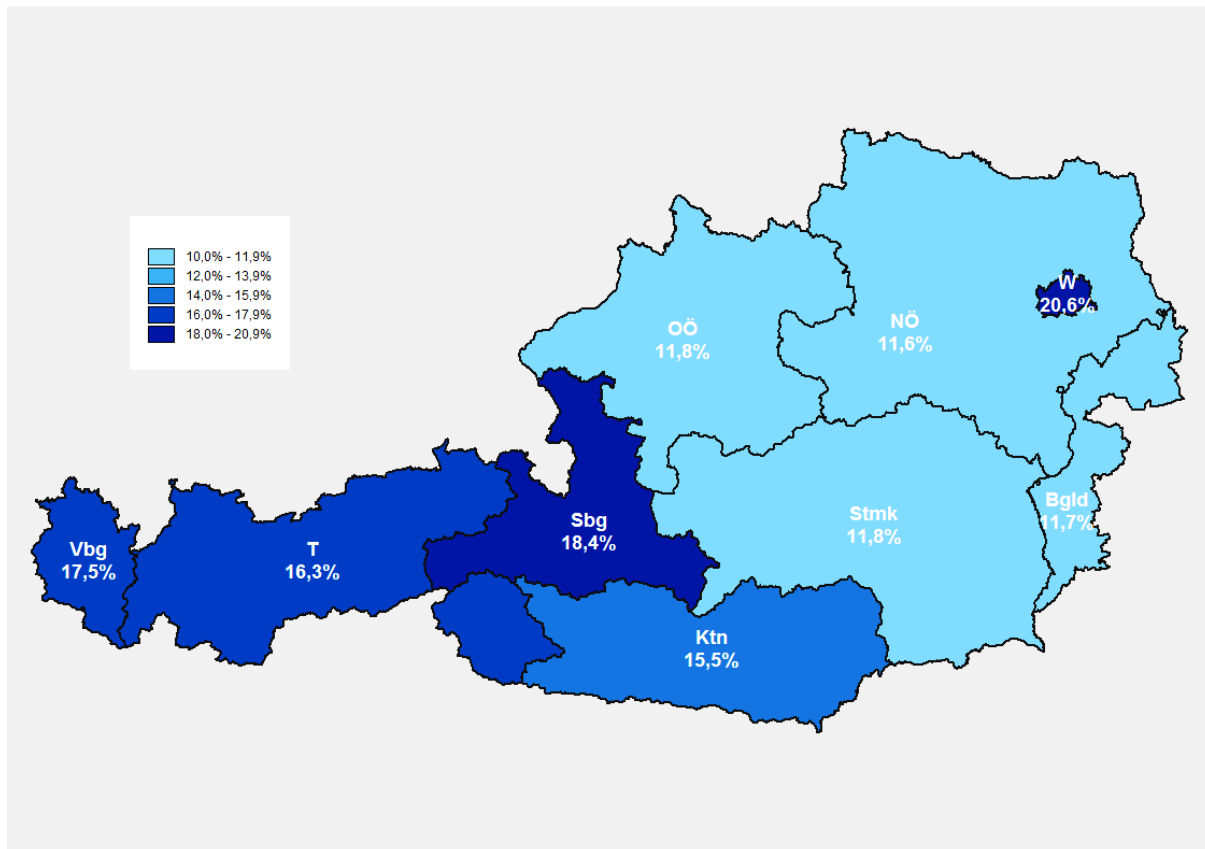 10,0% - 11,9%
12,0% - 13,9%
14,0% - 15,9%
16,0% - 17,9%
18,0% - 20,9%
W
20,6%
OÖ
11,8%
NÖ
11,6%
Bgld
11,7%
Stmk
11,8%
Sbg
18,4%
Vbg
17,5%
T
16,3%
Ktn
15,5%